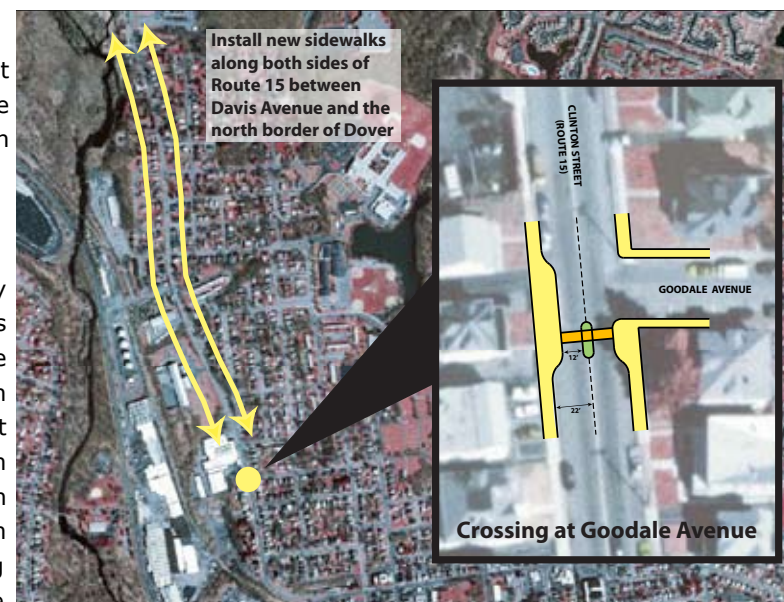 Install new sidewalks
along both sides of
Route 15 between
Davis Avenue and the
north border of Dover
CLINTON STREET
(ROUTE 15)
GOODALE AVENUE
12'
22'
Crossing at Goodale Avenue